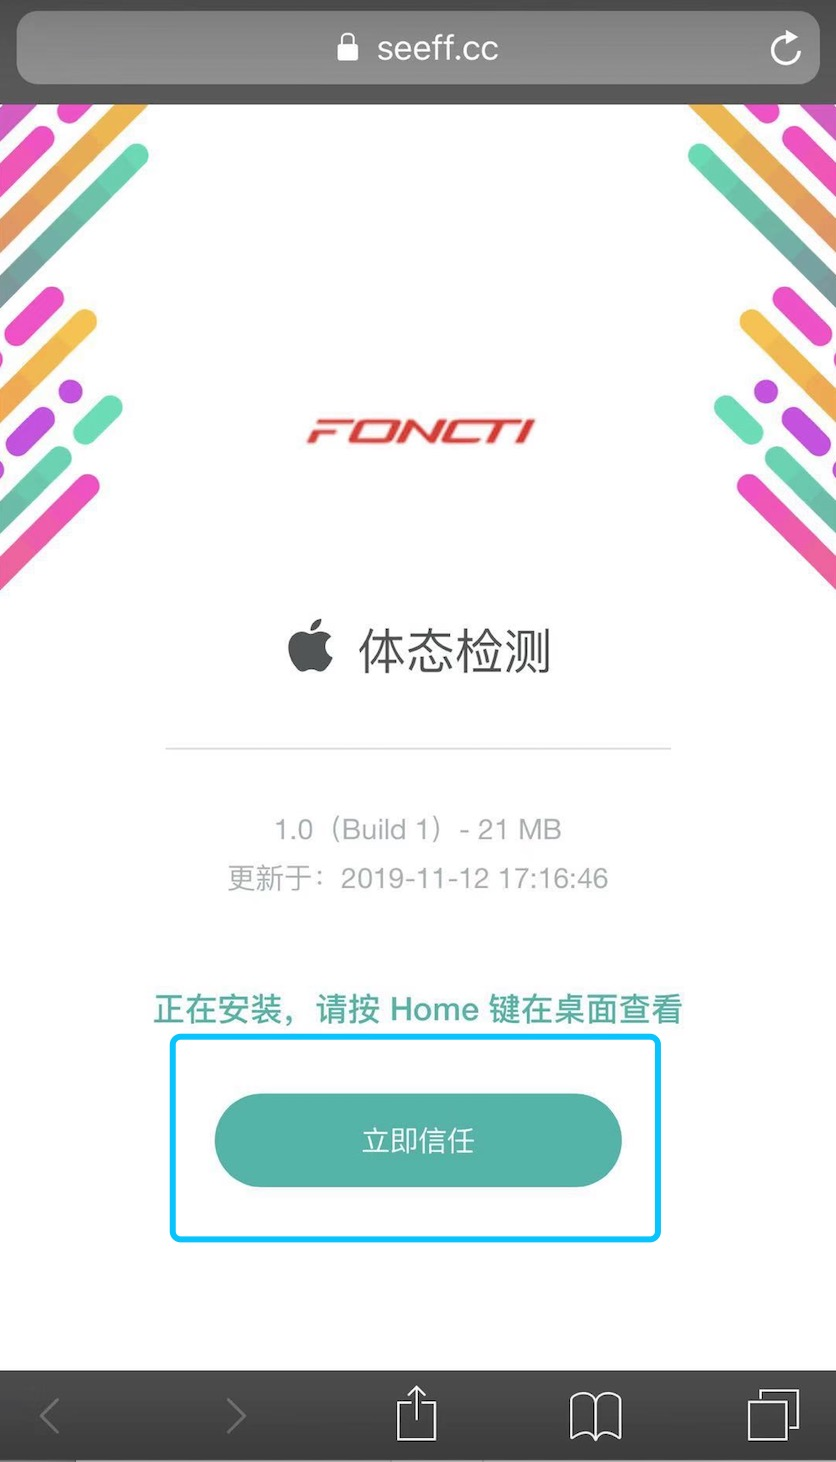 seeff.cc
FONCTI
体态检测
1.0（Build 1）- 21 MB
更新于：2019-11-12 17:16:46
正在安装，请按 Home 键在桌面查看
立即信任